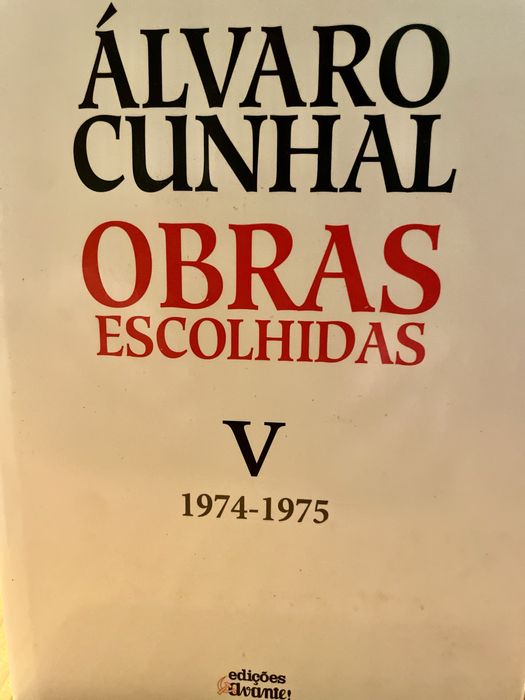 ÁLVARO
CUNHAL
OBRAS
ESCOLHIDAS
V
1974-1975
edições
Avante!